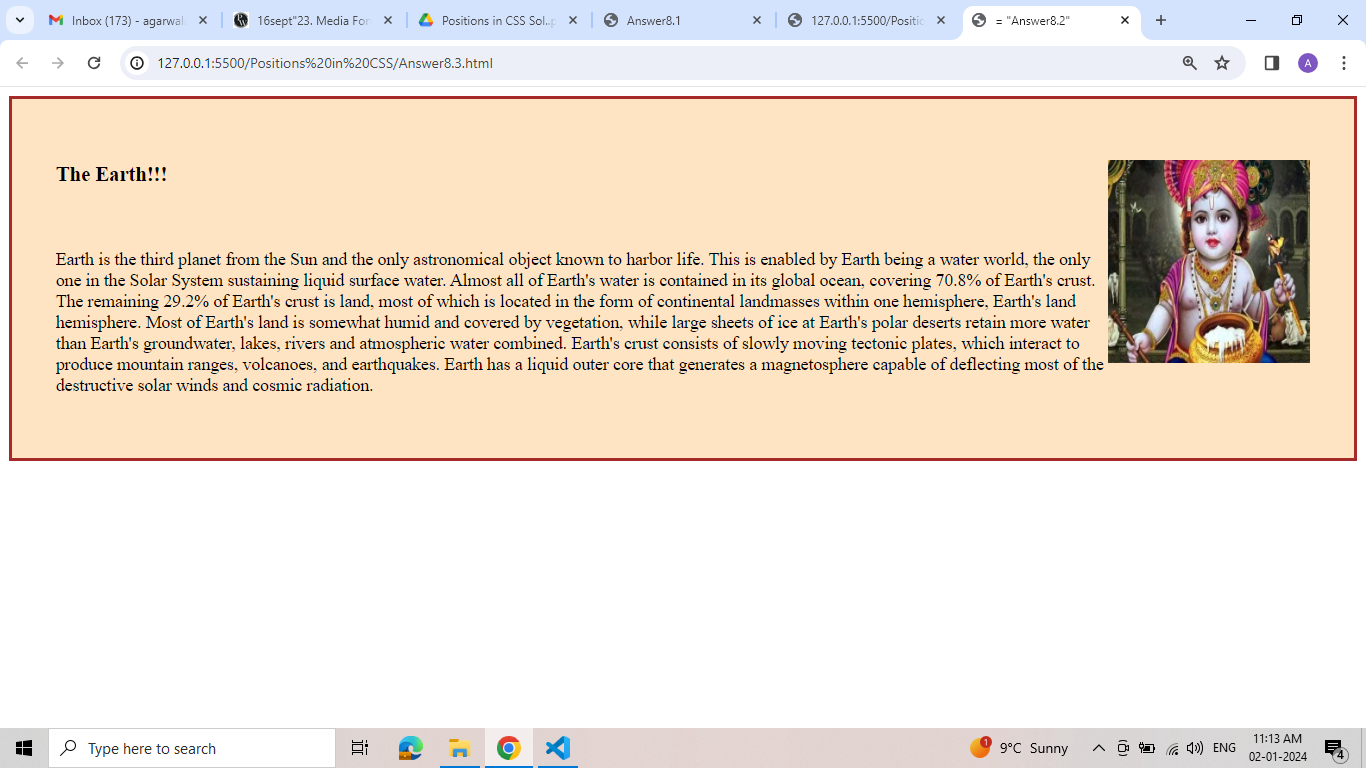 Inbox (173) - agarwal
16sept"23. Media For
Positions in CSS Sol..p
Answer8.1
127.0.0.1:5500/Positio
= "Answer8.2"
127.0.0.1:5500/Positions%20in%20CSS/Answer8.3.html
A
The Earth!!!
Earth is the third planet from the Sun and the only astronomical object known to harbor life. This is enabled by Earth being a water world, the only
one in the Solar System sustaining liquid surface water. Almost all of Earth's water is contained in its global ocean, covering 70.8% of Earth's crust.
The remaining 29.2% of Earth's crust is land, most of which is located in the form of continental landmasses within one hemisphere, Earth's land
hemisphere. Most of Earth's land is somewhat humid and covered by vegetation, while large sheets of ice at Earth's polar deserts retain more water
than Earth's groundwater, lakes, rivers and atmospheric water combined. Earth's crust consists of slowly moving tectonic plates, which interact to
produce mountain ranges, volcanoes, and earthquakes. Earth has a liquid outer core that generates a magnetosphere capable of deflecting most of the
destructive solar winds and cosmic radiation.
Type here to search
1
9°C Sunny
ENG
11:13 AM
02-01-2024
4